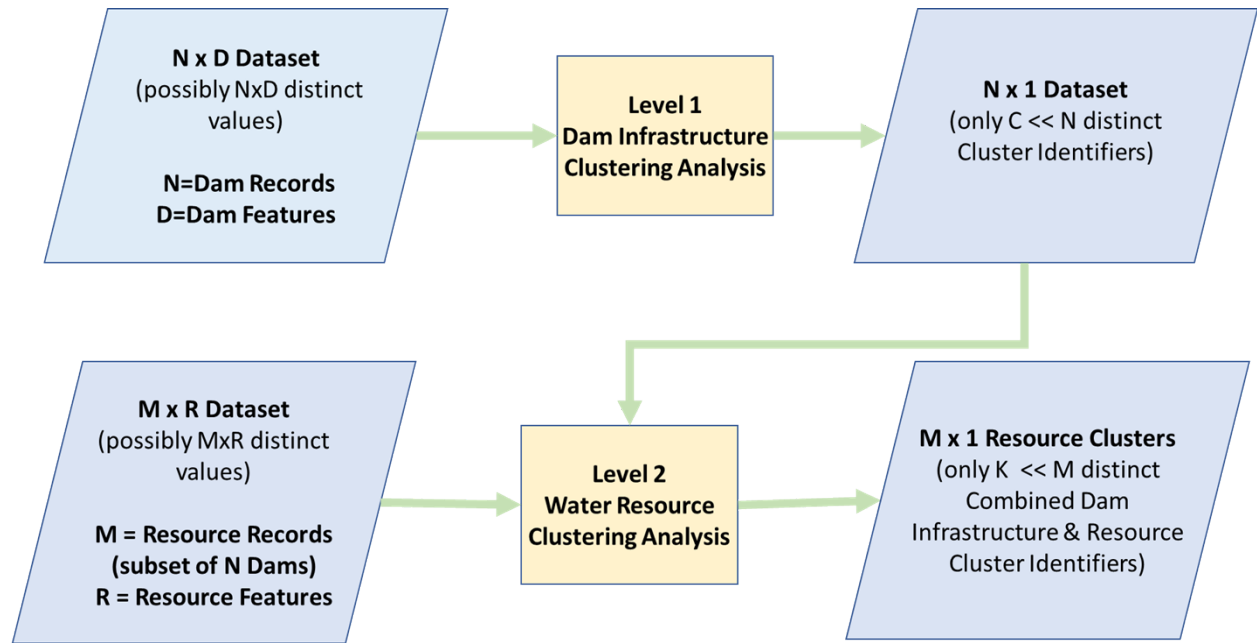 N x D Dataset
(possibly NxD distinct
values)
N=Dam Records
D=Dam Features
Level 1
Dam Infrastructure
Clustering Analysis
N x 1 Dataset
(only C << N distinct
Cluster Identifiers)
M x R Dataset
(possibly MxR distinct
values)
M = Resource Records
(subset of N Dams)
R = Resource Features
Level 2
Water Resource
Clustering Analysis
M x 1 Resource Clusters
(only K << M distinct
Combined Dam
Infrastructure & Resource
Cluster Identifiers)